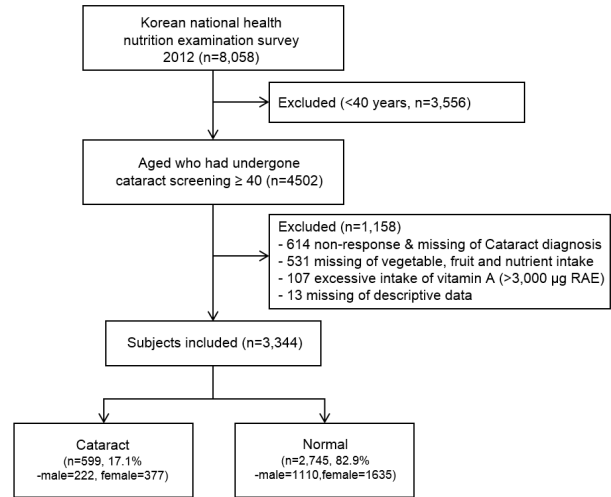 Korean national health
nutrition examination survey
2012 (n=8,058)
Excluded (<40 years, n=3,556)
Aged who had undergone
cataract screening ≥ 40 (n=4502)
Excluded (n=1,158)
- 614 non-response & missing of Cataract diagnosis
- 531 missing of vegetable, fruit and nutrient intake
- 107 excessive intake of vitamin A (>3,000 µg RAE)
- 13 missing of descriptive data
Subjects included (n=3,344)
Cataract
(n=599, 17.1%
-male=222, female=377)
Normal
(n=2,745, 82.9%
-male=1110,female=1635)